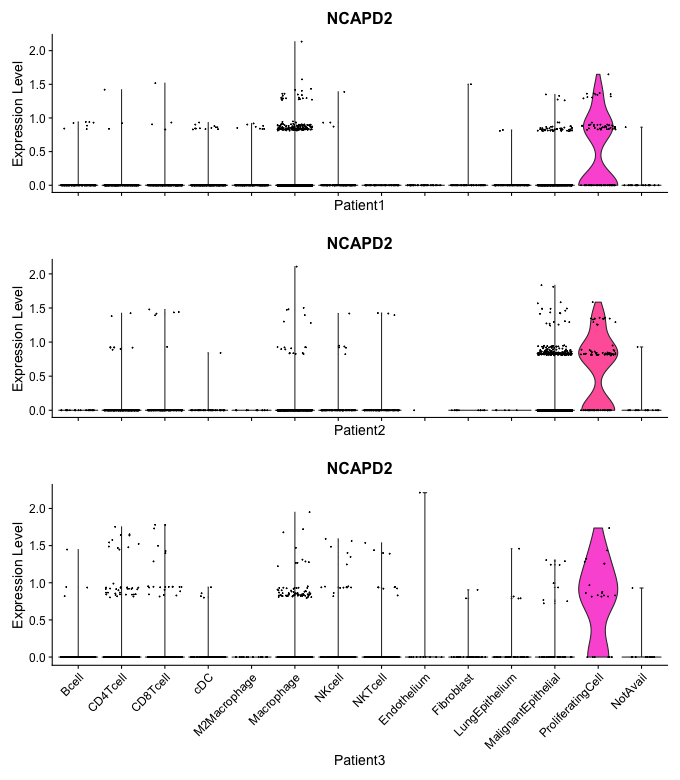 NCAPD2
Expression Level
2.0
1.5
1.0
0.5
0.0
Patient1
NCAPD2
Expression Level
2.0
1.5
1.0
0.5
0.0
Patient2
NCAPD2
Expression Level
2.0
1.5
1.0
0.5
0.0
Bcell
CD4Tcell
CD8Tcell
cDC
M2Macrophage
Macrophage
NKcell
NKTcell
Endothelium
Fibroblast
LungEpithelium
MalignantEpithelial
ProliferatingCell
NotAvail
Patient3